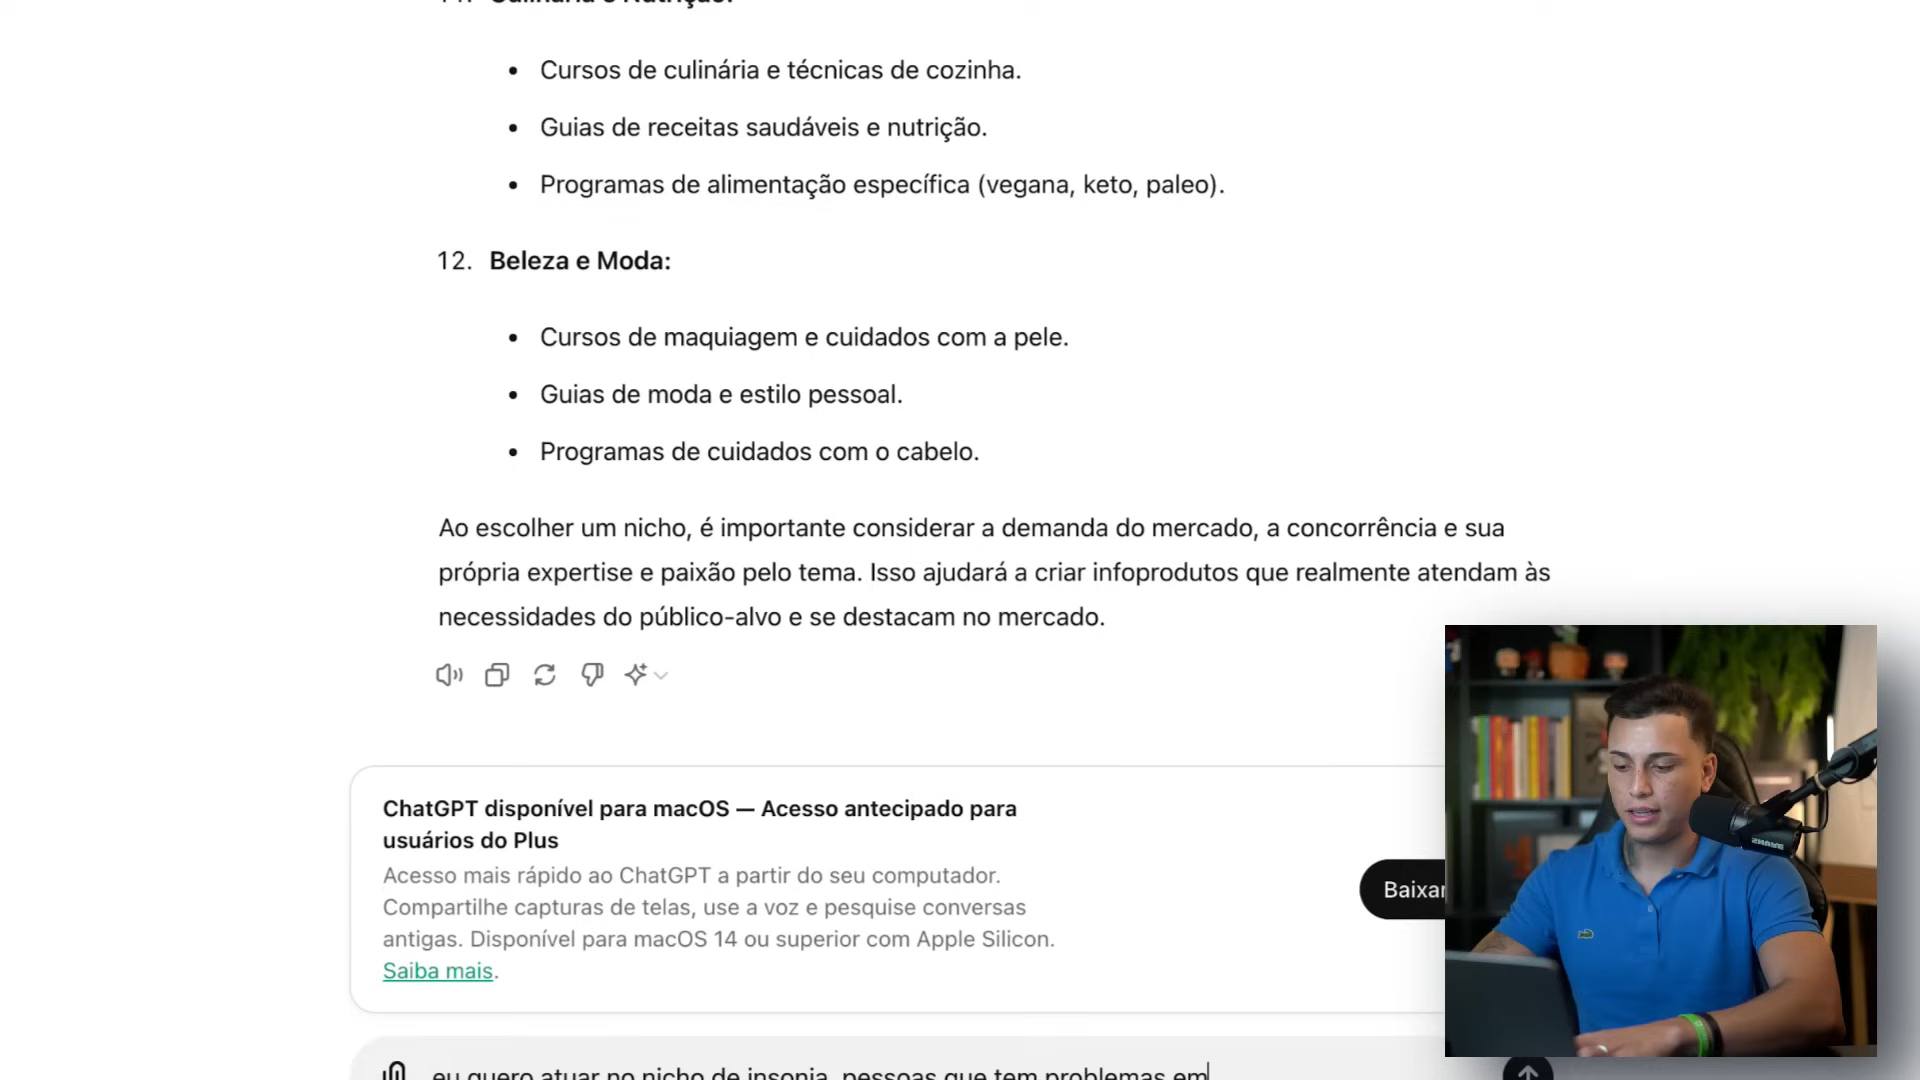 Culinária e Nutrição:
Cursos de culinária e técnicas de cozinha.
Guias de receitas saudáveis e nutrição.
Programas de alimentação específica (vegana, keto, paleo).
12. Beleza e Moda:
Cursos de maquiagem e cuidados com a pele.
Guias de moda e estilo pessoal.
Programas de cuidados com o cabelo.
Ao escolher um nicho, é importante considerar a demanda do mercado, a concorrência e sua
própria expertise e paixão pelo tema. Isso ajudará a criar infoprodutos que realmente atendam às
necessidades do público-alvo e se destacam no mercado.
ChatGPT disponível para macOS — Acesso antecipado para
usuários do Plus
Acesso mais rápido ao ChatGPT a partir do seu computador.
Compartilhe capturas de telas, use a voz e pesquise conversas
antigas. Disponível para macOS 14 ou superior com Apple Silicon.
Saiba mais.
Baixar
SHURE
eu quero atuar no nicho de insonia, pessoas que tem problemas em